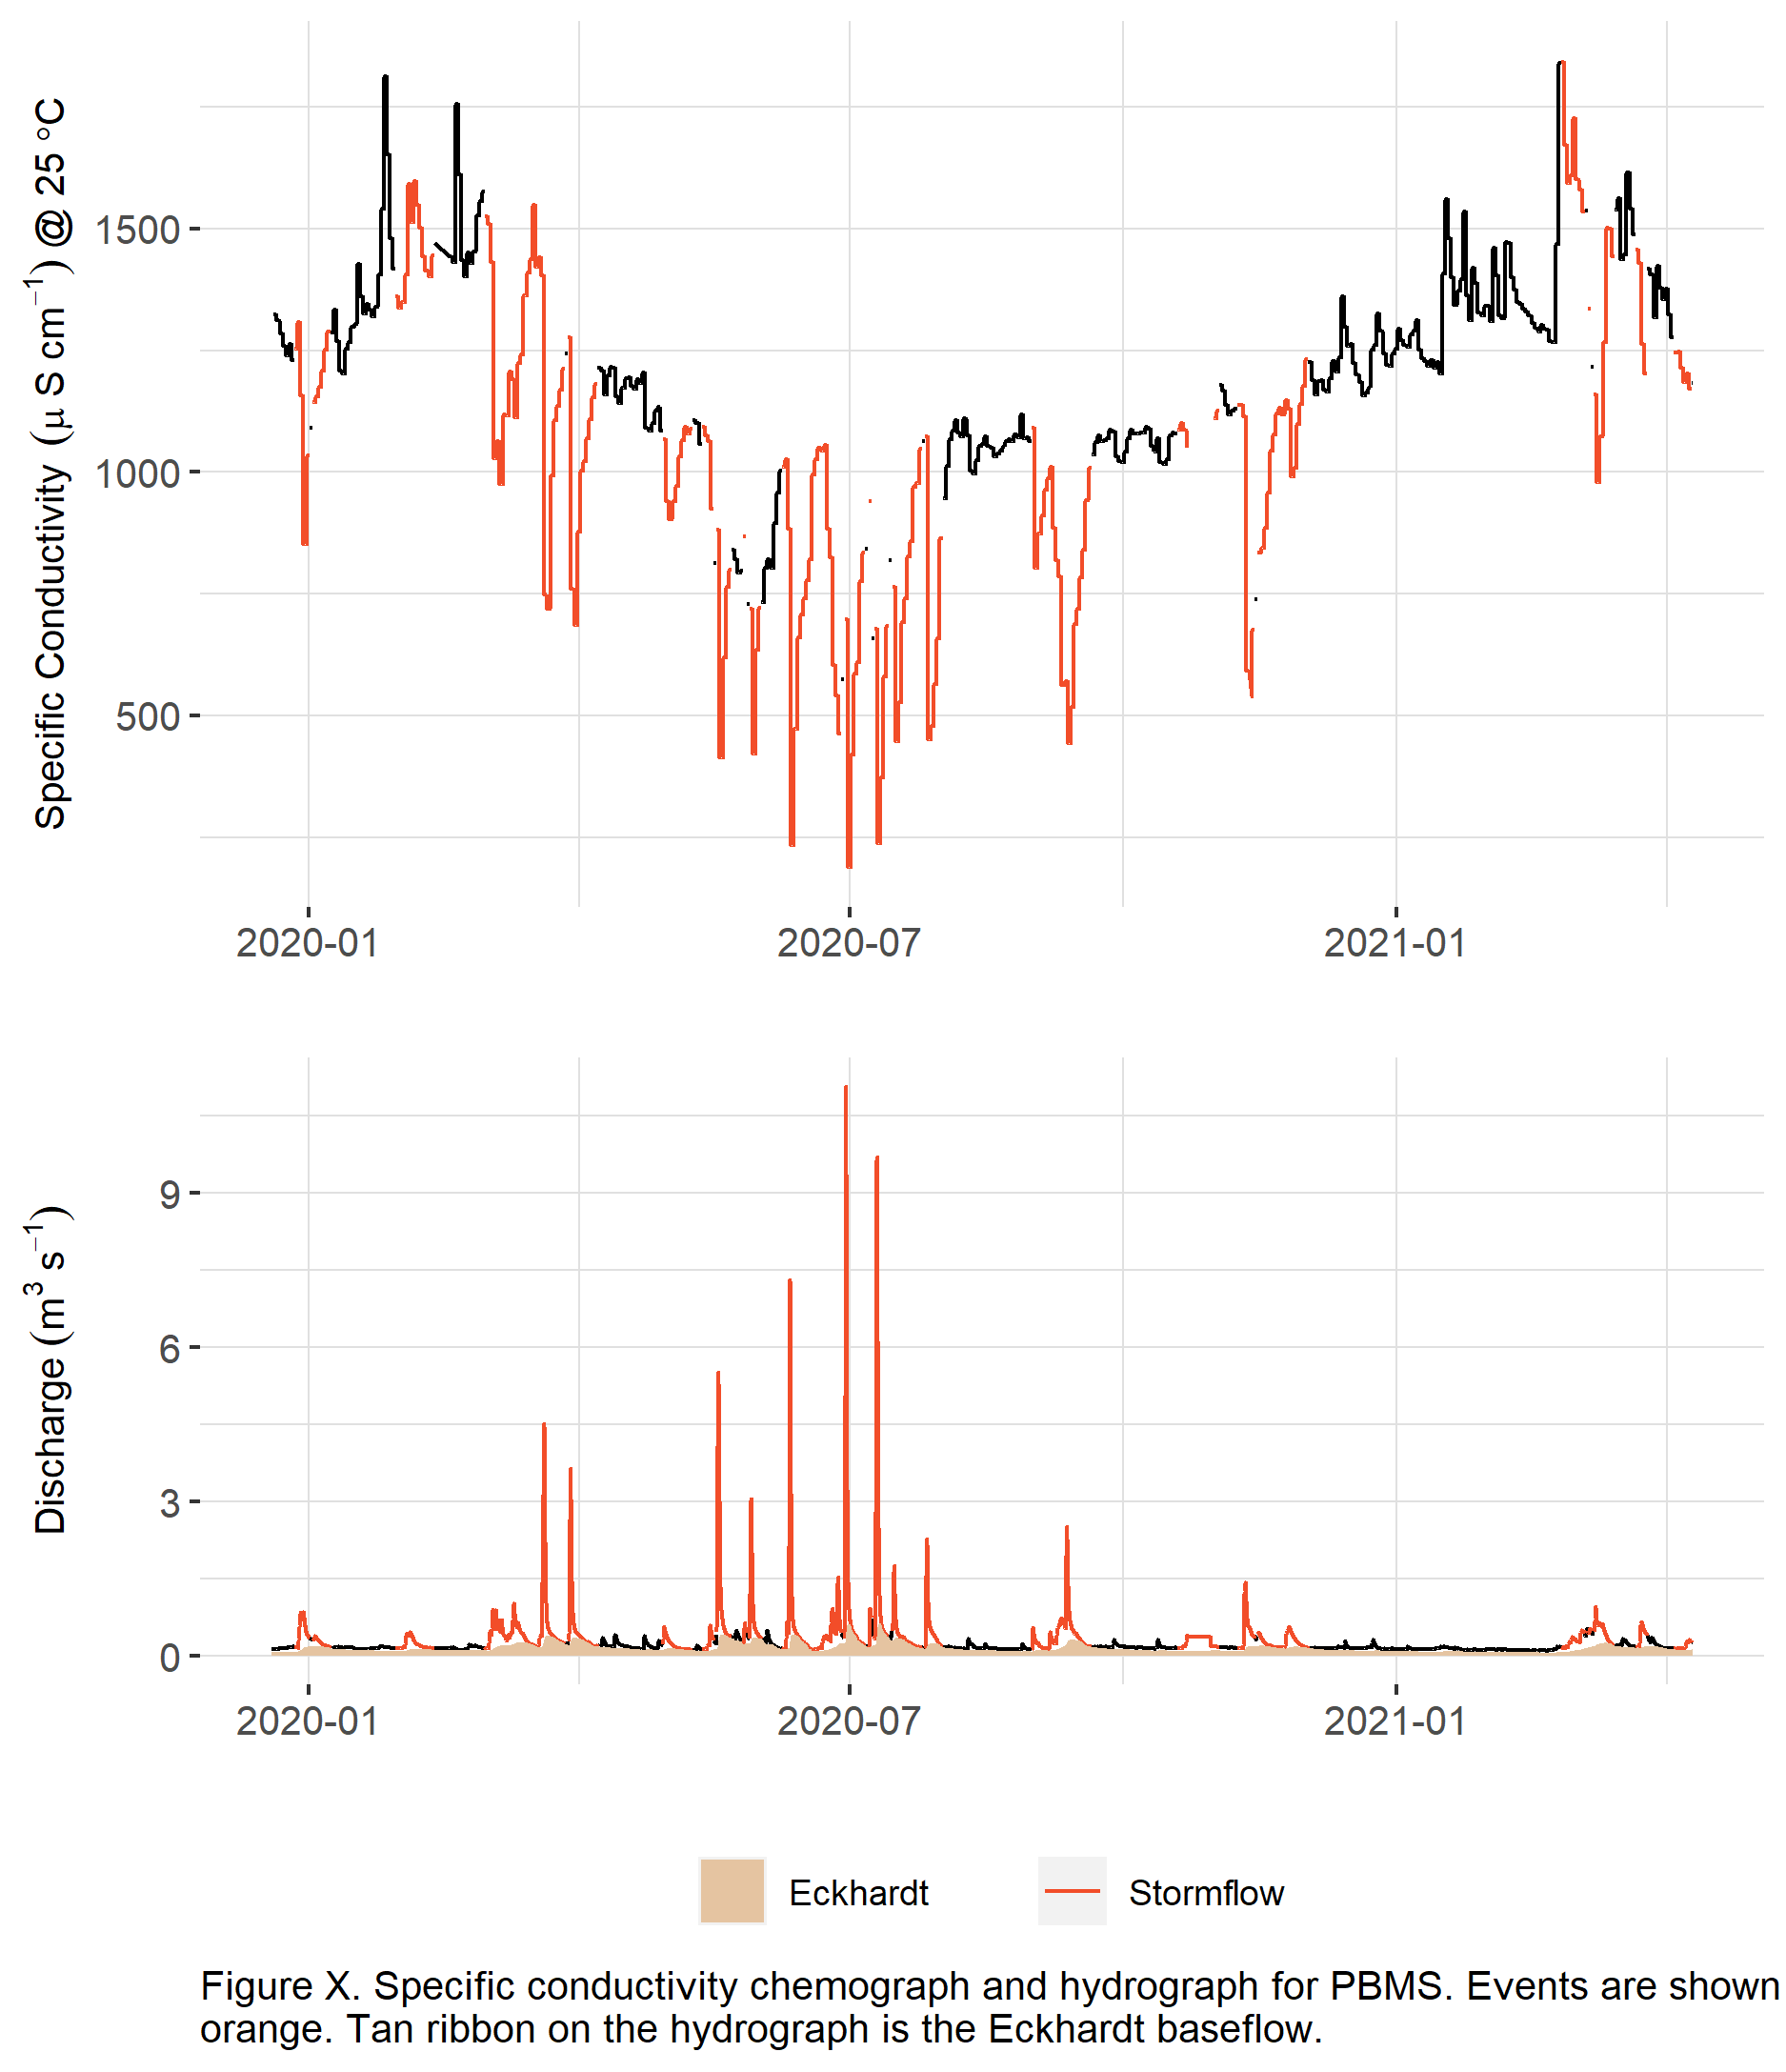 Specific Conductivity (μ S cm⁻¹) @ 25 °C
1500
1000
500
2020-01
2020-07
2021-01
Discharge (m³ s⁻¹)
9
6
3
0
2020-01
2020-07
2021-01
Eckhardt
Stormflow
Figure X. Specific conductivity chemograph and hydrograph for PBMS. Events are shown
orange. Tan ribbon on the hydrograph is the Eckhardt baseflow.